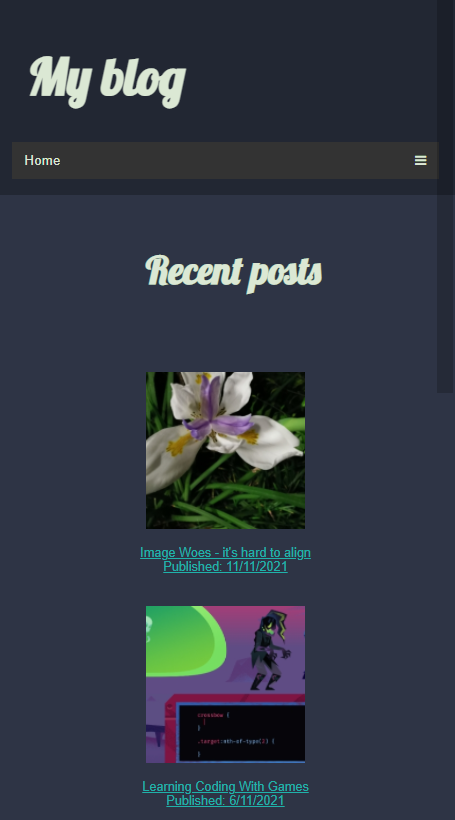 My blog
Home
Recent posts
Image Woes - it's hard to align
Published: 11/11/2021
crossbow {
}
.target:nth-of-type(2) {
}
Learning Coding With Games
Published: 6/11/2021